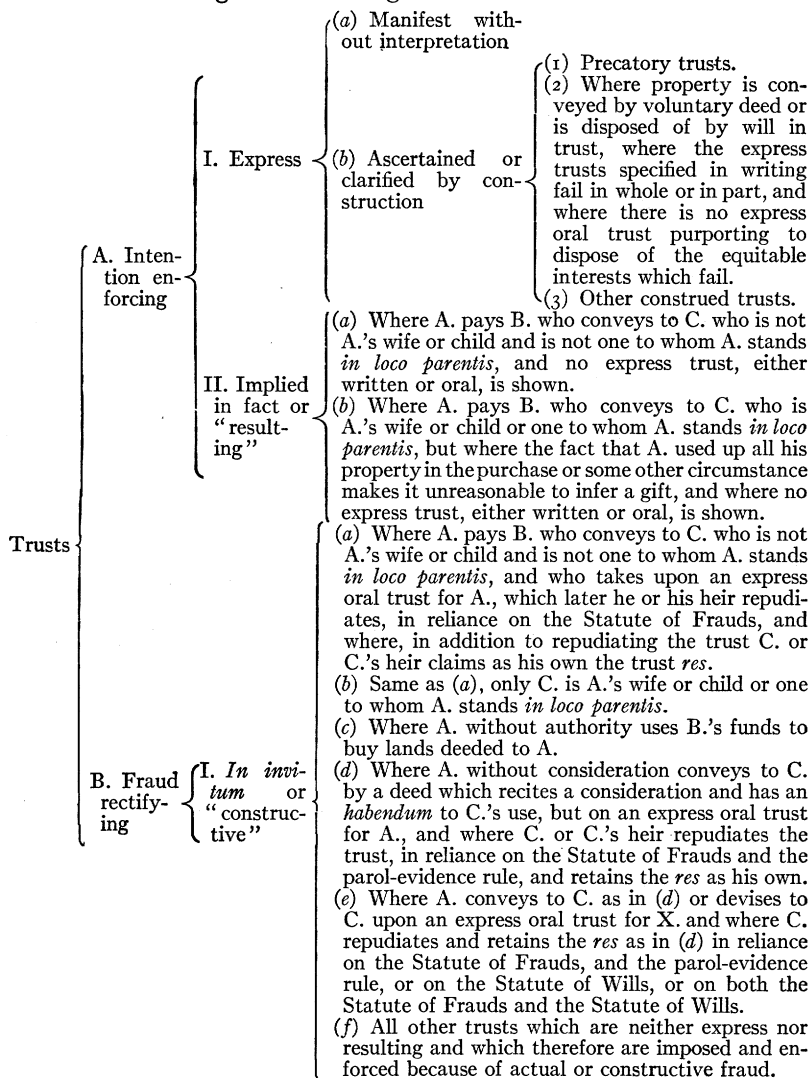 (a) Manifest with-
out interpretation
I. Express
(b) Ascertained or
clarified by con-
struction
(1) Precatory trusts.
(2) Where property is con-
veyed by voluntary deed or
is disposed of by will in
trust, where the express
trusts specified in writing
fail in whole or in part, and
where there is no express
oral trust purporting to
dispose of the equitable
interests which fail.
(3) Other construed trusts.
A. Inten-
tion en-
forcing
II. Implied
in fact or
“result-
ing”
(a) Where A. pays B. who conveys to C. who is not
A.'s wife or child and is not one to whom A. stands
in loco parentis, and no express trust, either
written or oral, is shown.
(b) Where A. pays B. who conveys to C. who is
A.'s wife or child or one to whom A. stands in loco
parentis, but where the fact that A. used up all his
property in the purchase or some other circumstance
makes it unreasonable to infer a gift, and where no
express trust, either written or oral, is shown.
Trusts
(a) Where A. pays B. who conveys to C. who is not
A.'s wife or child and is not one to whom A. stands
in loco parentis, and who takes upon an express
oral trust for A., which later he or his heir repudi-
ates, in reliance on the Statute of Frauds, and
where, in addition to repudiating the trust C. or
C.'s heir claims as his own the trust res.
(b) Same as (a), only C. is A.'s wife or child or one
to whom A. stands in loco parentis.
(c) Where A. without authority uses B.'s funds to
buy lands deeded to A.
B. Fraud
rectify-
ing
I. In invi-
tum or
“construc-
tive”
(d) Where A. without consideration conveys to C.
by a deed which recites a consideration and has an
habendum to C.'s use, but on an express oral trust
for A., and where C. or C.'s heir repudiates the
trust, in reliance on the Statute of Frauds and the
parol-evidence rule, and retains the res as his own.
(e) Where A. conveys to C. as in (d) or devises to
C. upon an express oral trust for X. and where C.
repudiates and retains the res as in (d) in reliance
on the Statute of Frauds, and the parol-evidence
rule, or on the Statute of Wills, or on both the
Statute of Frauds and the Statute of Wills.
(f) All other trusts which are neither express nor
resulting and which therefore are imposed and en-
forced because of actual or constructive fraud.